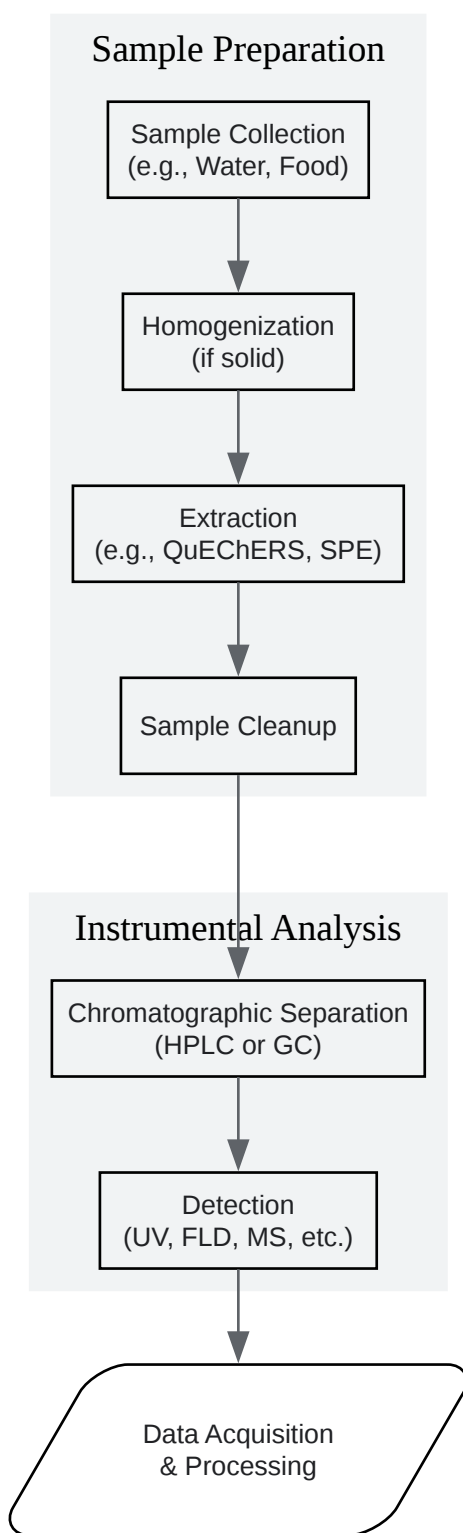 Sample Preparation
Sample Collection
(e.g., Water, Food)
Homogenization
(if solid)
Extraction
(e.g., QuEChERS, SPE)
Sample Cleanup
Instrumental Analysis
Chromatographic Separation
(HPLC or GC)
Detection
(UV, FLD, MS, etc.)
Data Acquisition
& Processing